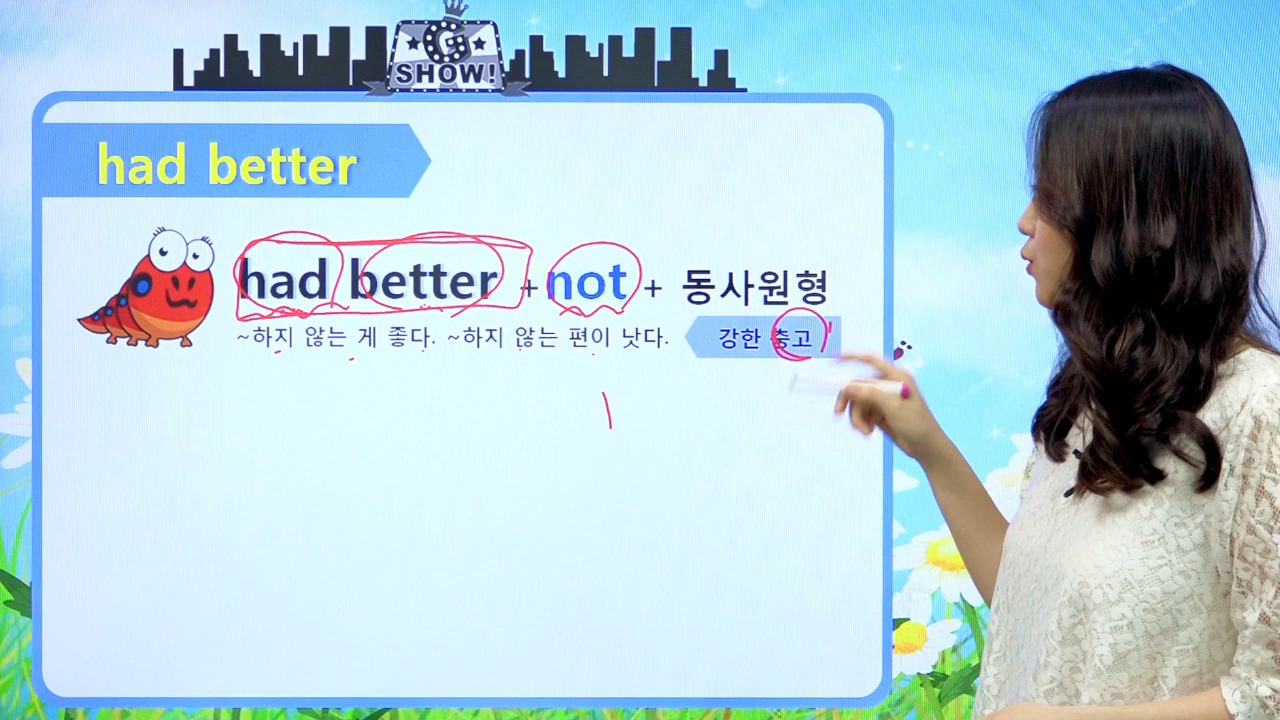 G
SHOW!
had better
had better + not + 동사원형
~하지 않는 게 좋다. ~하지 않는 편이 낫다.
강한 충고